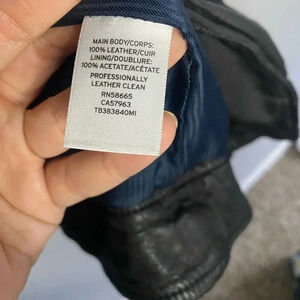 MAIN BODY/CORPS:
100% LEATHER/CUIR
LINING/DOUBLURE:
100% ACETATE/ACÉTATE
PROFESSIONALLY
LEATHER CLEAN
RN58665
CA57963
TB383840MI